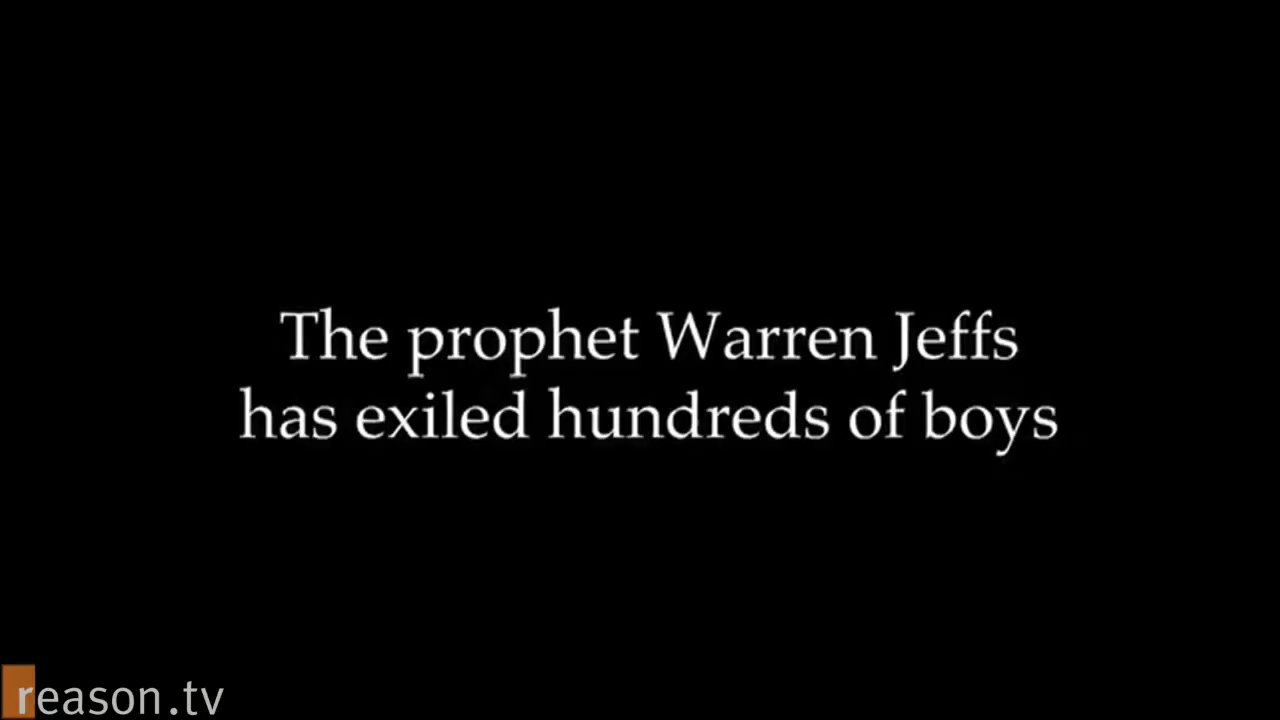 The prophet Warren Jeffs
has exiled hundreds of boys
reason.tv